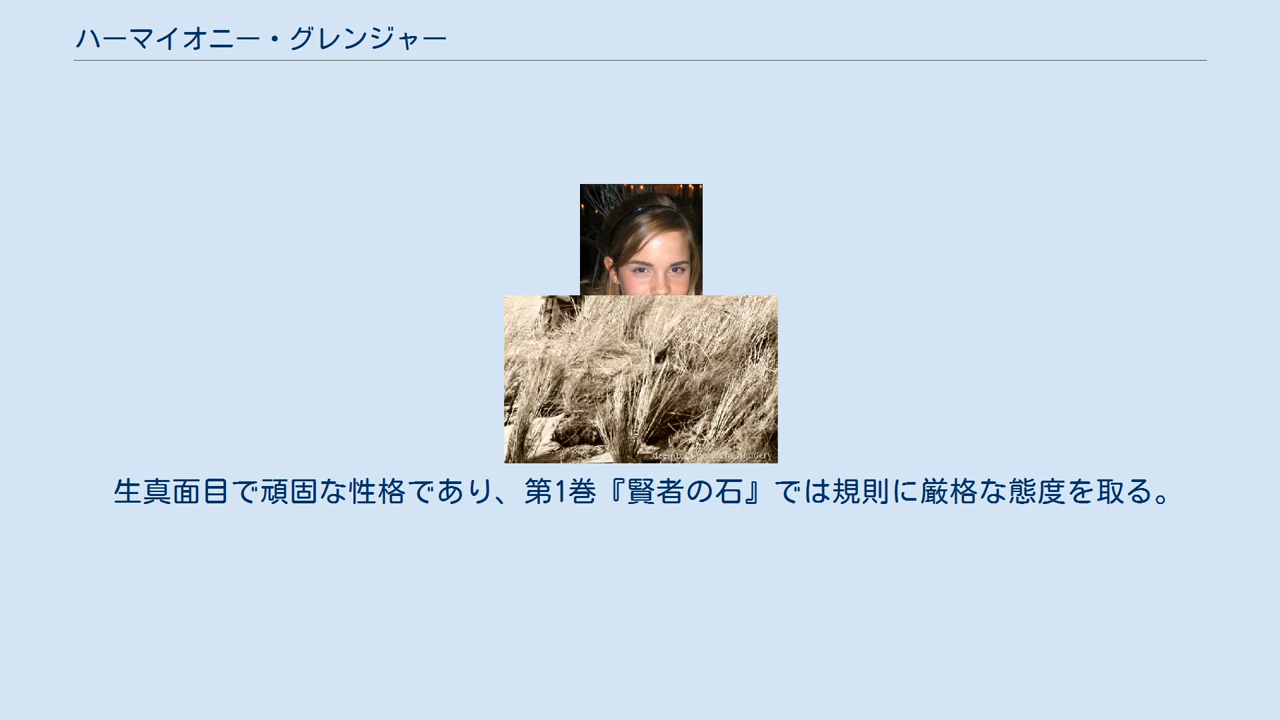 ハーマイオニー・グレンジャー
生真面目で頑固な性格であり、第1巻『賢者の石』では規則に厳格な態度を取る。